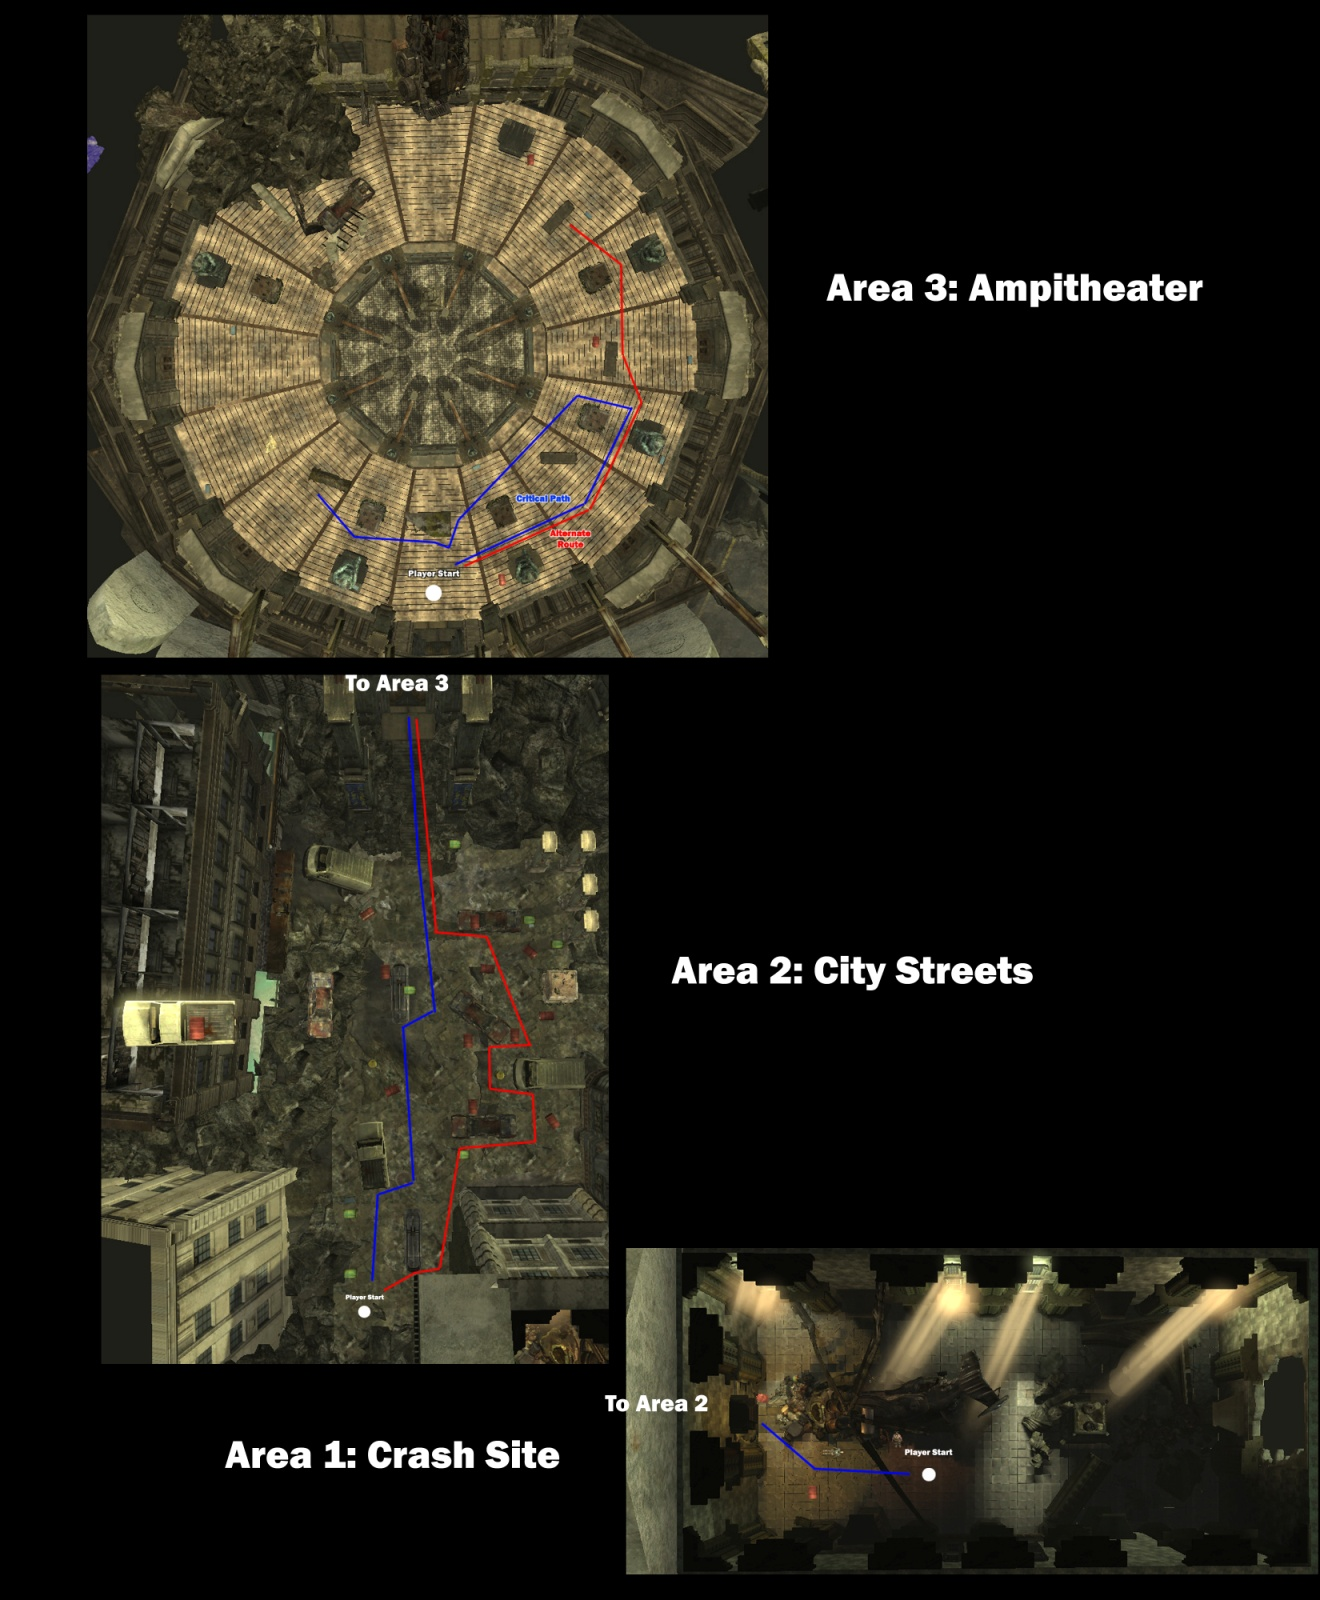 Area 3: Ampitheater
Critical Path
Alternate
Route
Player Start
To Area 3
Area 2: City Streets
Player Start
To Area 2
Player Start
Area 1: Crash Site